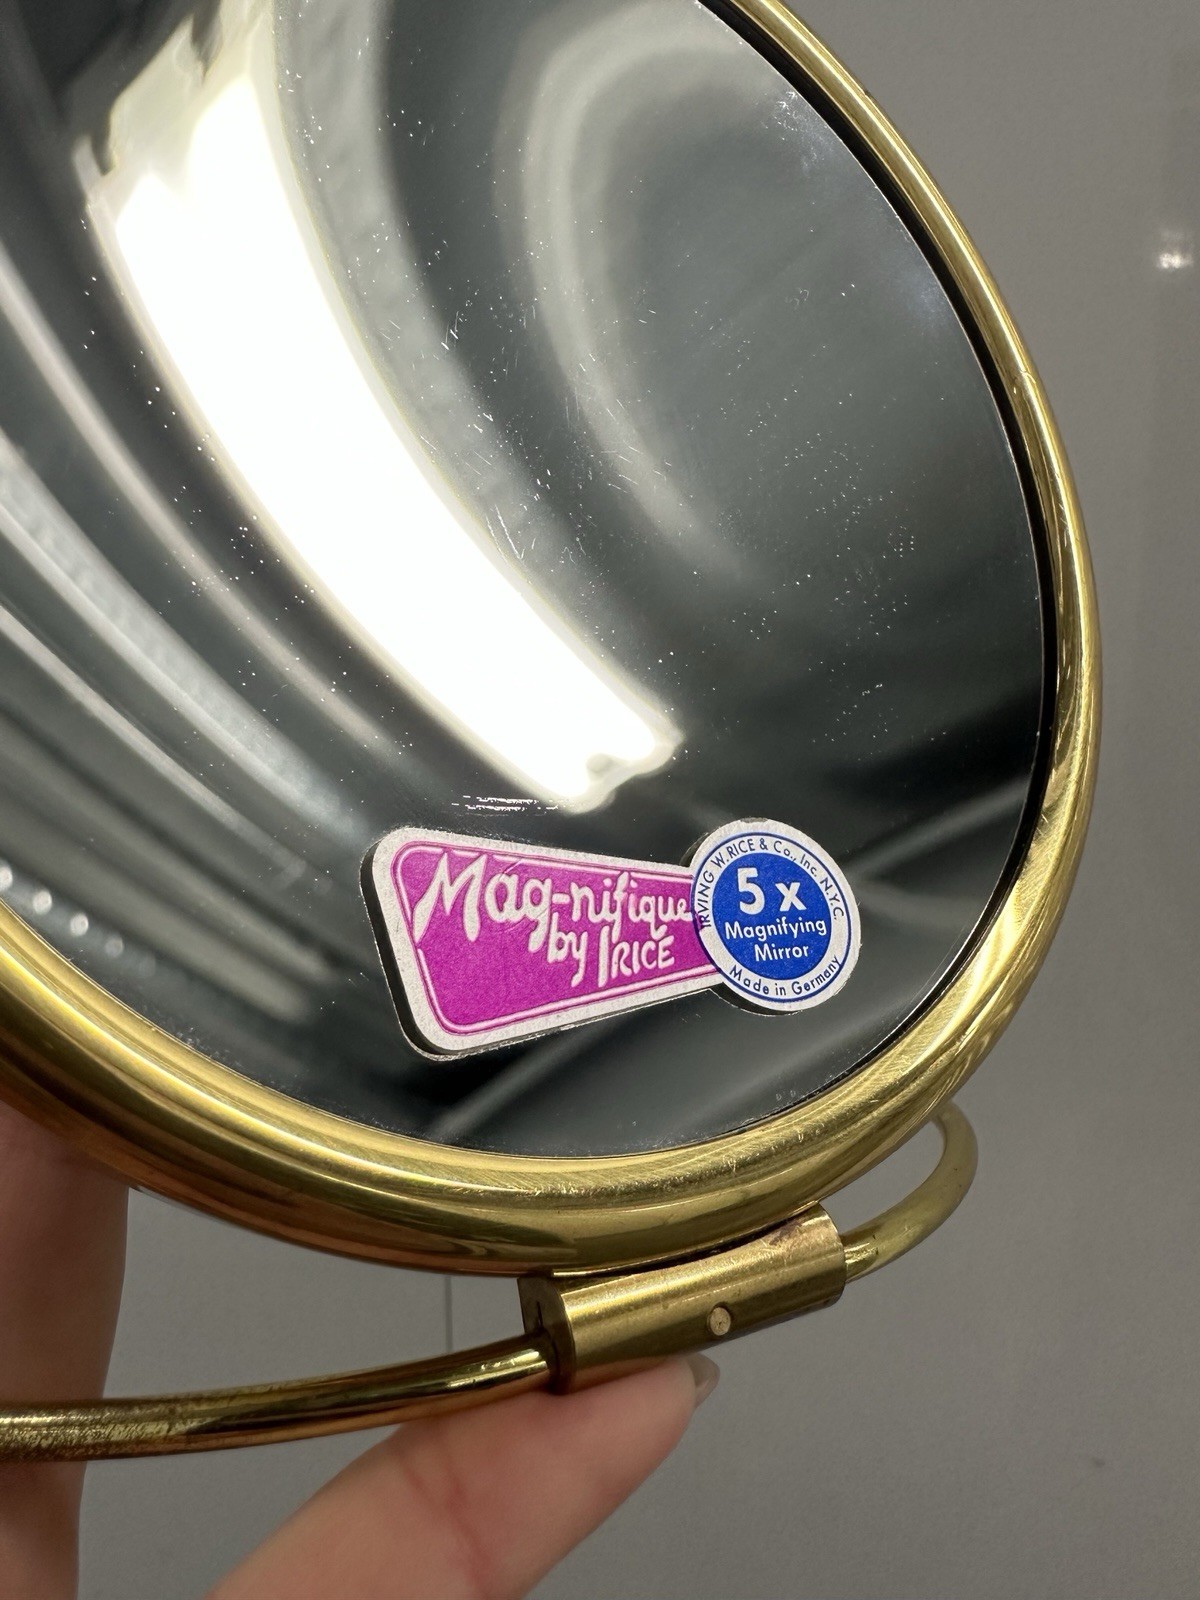 Mag-nifique
by IRICE
IRVING W. RICE & Co., Inc. N.Y.C.
5 x
Magnifying
Mirror
Made in Germany